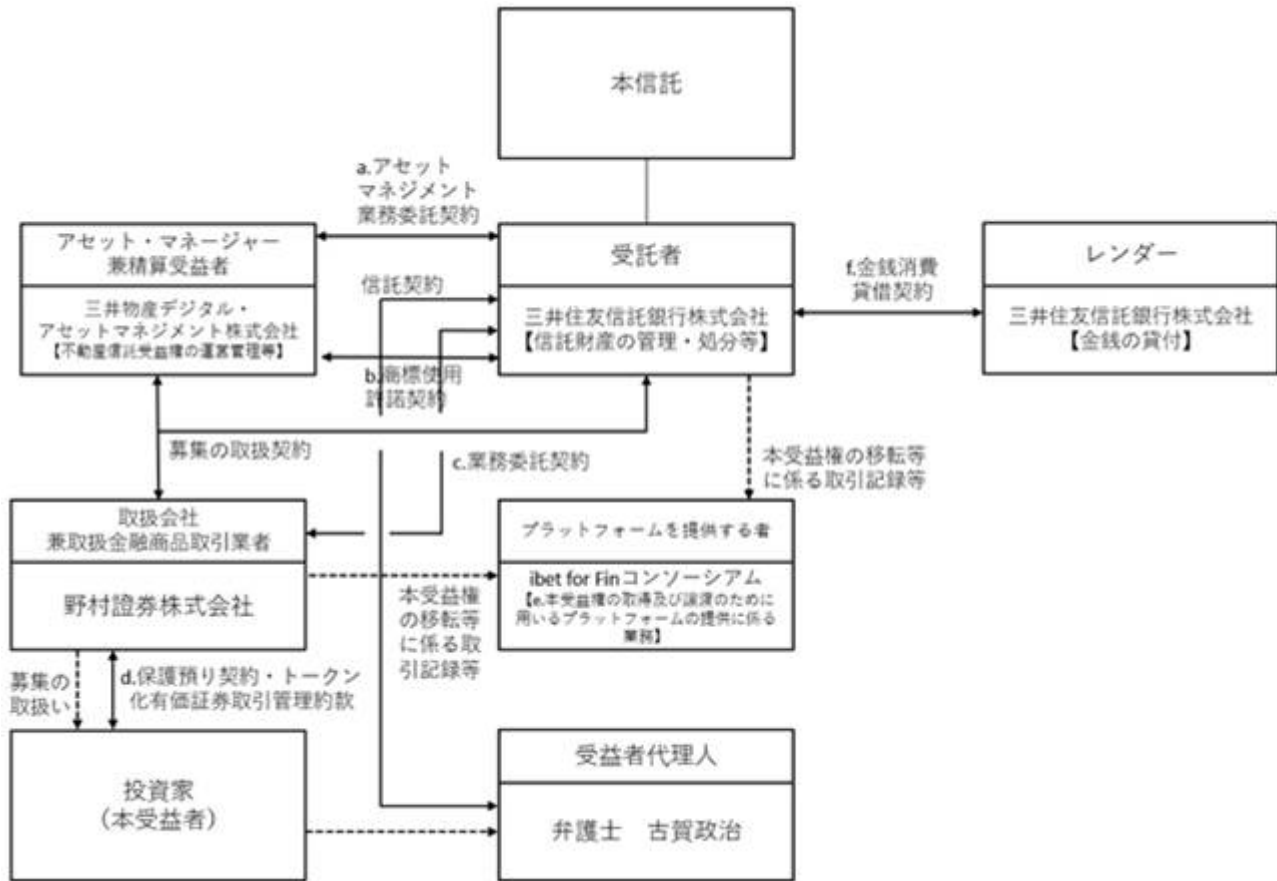 本信託
a.アセット
マネジメント
業務委託契約
アセット・マネージャー
兼精算受益者
三井物産デジタル・
アセットマネジメント株式会社
【不動産信託受益権の運営管理等】
信託契約
受託者
三井住友信託銀行株式会社
【信託財産の管理・処分等】
f.金銭消費
貸借契約
レンダー
三井住友信託銀行株式会社
【金銭の貸付】
b.商標使用
許諾契約
募集の取扱契約
c.業務委託契約
本受益権の移転等
に係る取引記録等
取扱会社
兼取扱金融商品取引業者
野村證券株式会社
プラットフォームを提供する者
ibet for Finコンソーシアム
【e.本受益権の取得及び譲渡のために
用いるプラットフォームの提供に係る
業務】
本受益権
の移転等
に係る取
引記録等
募集の
取扱い
d.保護預り契約・トークン
化有価証券取引管理約款
投資家
（本受益者）
受益者代理人
弁護士　古賀政治